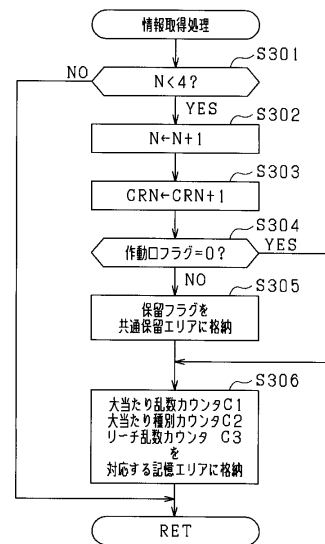 情報取得処理
S301
NO
N<4?
YES
S302
N←N+1
S303
CRN←CRN+1
S304
作動口フラグ=0?
YES
NO
S305
保留フラグを
共通保留エリアに格納
S306
大当たり乱数カウンタC1
大当たり種別カウンタC2
リーチ乱数カウンタ C3
を
対応する記憶エリアに格納
RET